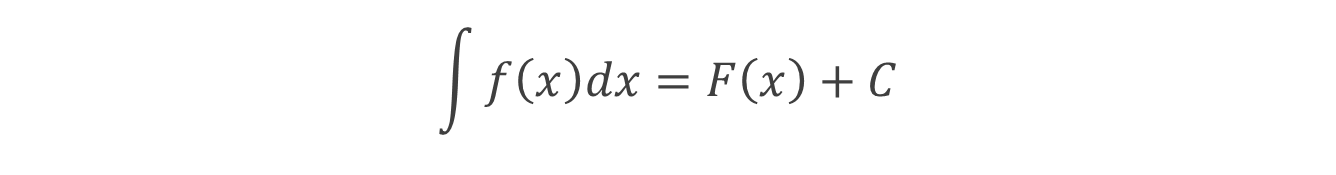 ∫ f(x)dx = F(x) + C